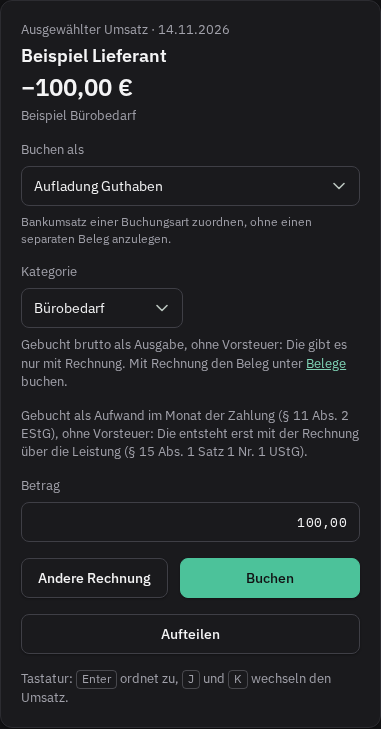 Ausgewählter Umsatz · 14.11.2026
Beispiel Lieferant
−100,00 €
Beispiel Bürobedarf
Buchen als
Aufladung Guthaben
Bankumsatz einer Buchungsart zuordnen, ohne einen
separaten Beleg anzulegen.
Kategorie
Bürobedarf
Gebucht brutto als Ausgabe, ohne Vorsteuer: Die gibt es
nur mit Rechnung. Mit Rechnung den Beleg unter Belege
buchen.
Gebucht als Aufwand im Monat der Zahlung (§ 11 Abs. 2
EStG), ohne Vorsteuer: Die entsteht erst mit der Rechnung
über die Leistung (§ 15 Abs. 1 Satz 1 Nr. 1 UStG).
Betrag
100,00
Andere Rechnung Buchen
Aufteilen
Tastatur: Enter ordnet zu, J und K wechseln den
Umsatz.